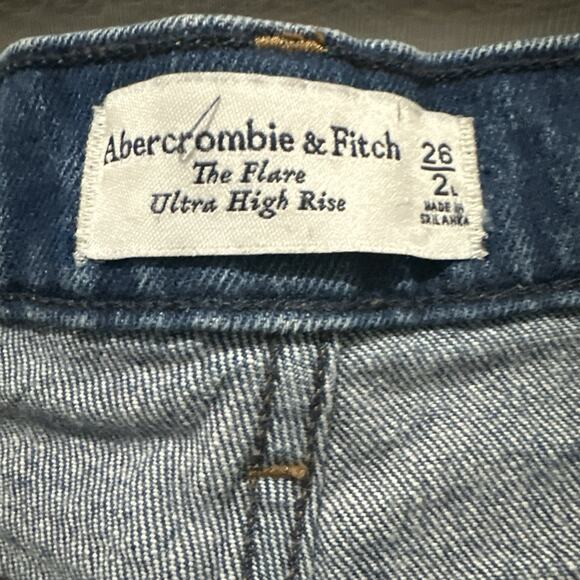 Abercrombie & Fitch
The Flare
Ultra High Rise
26
2L
MADE IN
SRI LANKA